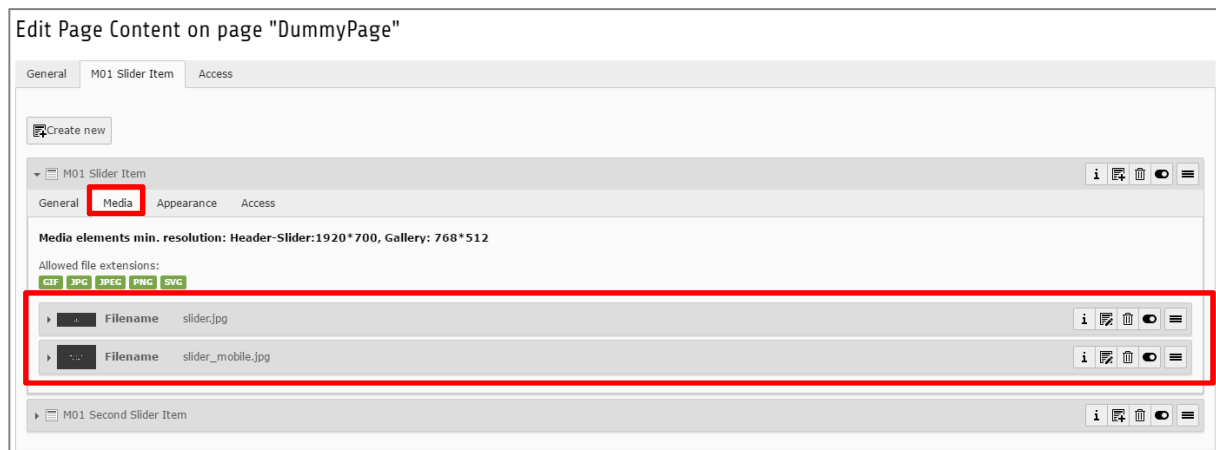 Edit Page Content on page "DummyPage"
General M01 Slider Item Access
Create new
M01 Slider Item
General Media Appearance Access
Media elements min. resolution: Header-Slider:1920*700, Gallery: 768*512
Allowed file extensions:
GIF JPG JPEG PNG SVG
Filename slider.jpg
Filename slider_mobile.jpg
M01 Second Slider Item